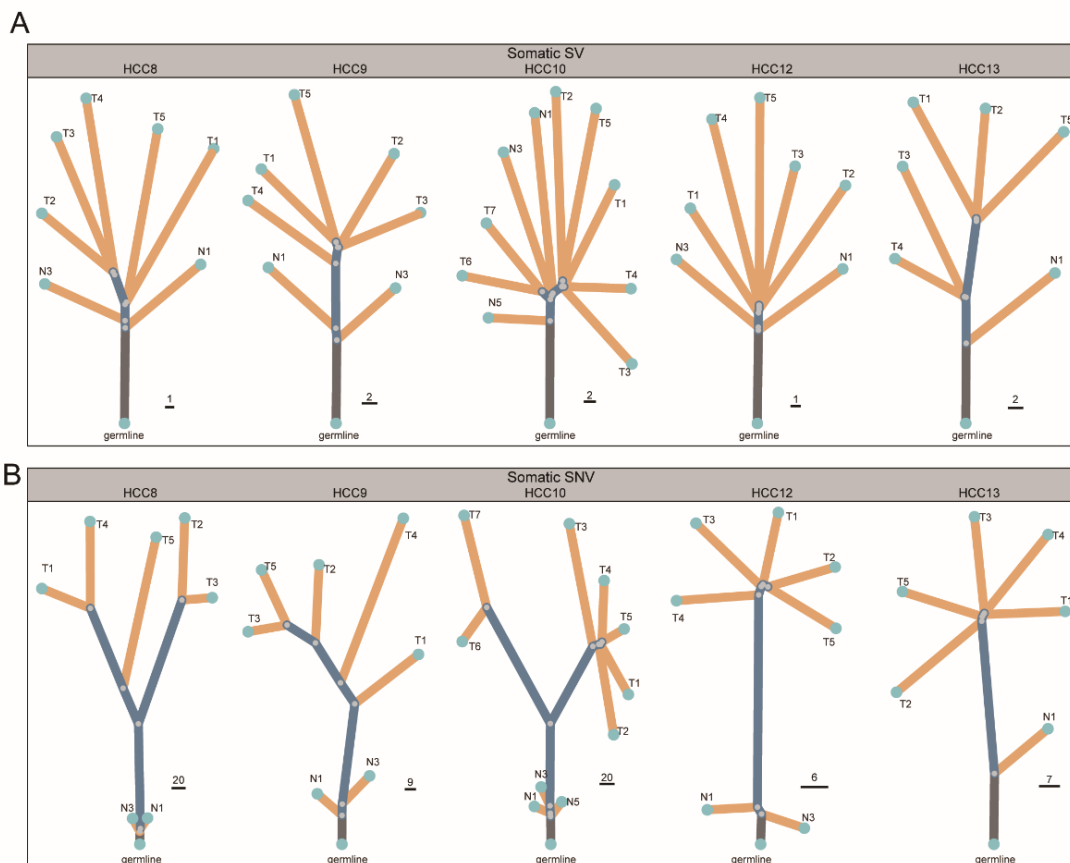 A
Somatic SV
HCC8 HCC9 HCC10 HCC12 HCC13
T4 T3 T5 T1 T2 N3 N1 1 germline
T5 T2 T1 T4 T3 N1 N3 2 germline
T2 N1 T5 N3 T1 T7 T6 T4 N5 T3 2 germline
T5 T4 T3 T2 T1 N3 N1 1 germline
T1 T2 T5 T3 T4 N1 2 germline
B
Somatic SNV
HCC8 HCC9 HCC10 HCC12 HCC13
T4 T2 T5 T1 T3 20 N3 N1 germline
T4 T5 T2 T3 T1 N3 N1 9 germline
T7 T3 T4 T5 T6 T1 T2 N3 N1 N5 20 germline
T3 T1 T2 T4 T5 6 N1 N3 germline
T3 T4 T5 T1 T2 N1 7 germline